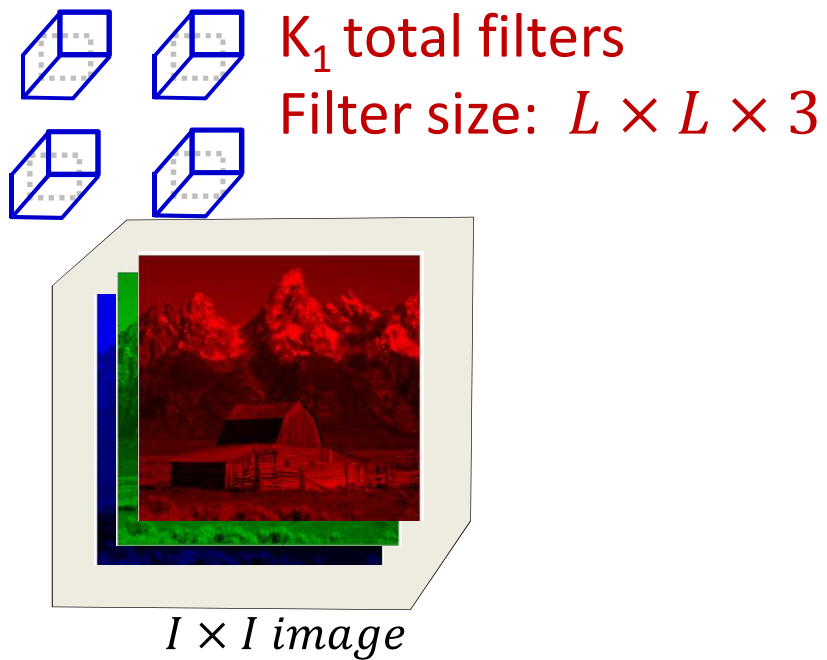 K₁ total filters
Filter size: L × L × 3
I × I image